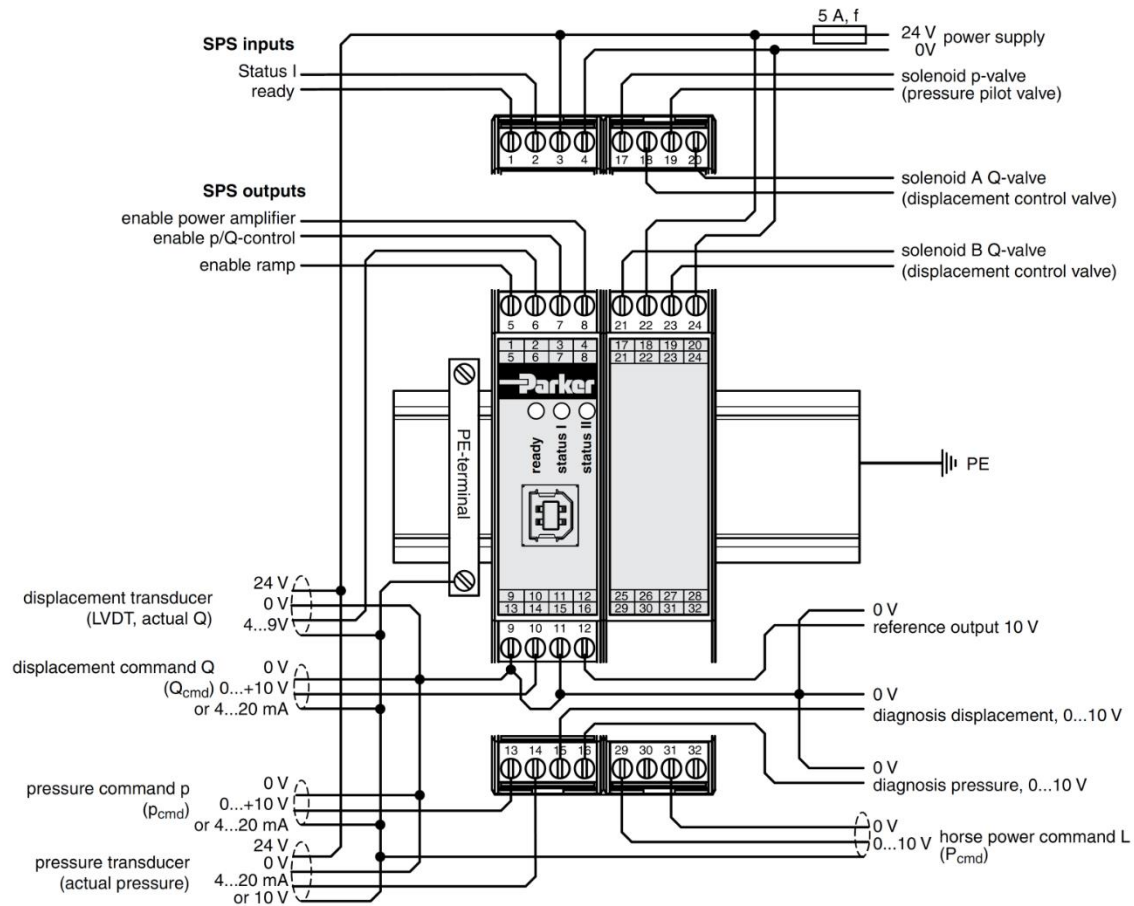 5 A, f
24 V power supply
0V
SPS inputs
Status I
ready
solenoid p-valve
(pressure pilot valve)
1 2 3 4 17 18 19 20
SPS outputs
solenoid A Q-valve
(displacement control valve)
enable power amplifier
enable p/Q-control
enable ramp
solenoid B Q-valve
(displacement control valve)
5 6 7 8 21 22 23 24
1 2 3 4 17 18 19 20
5 6 7 8 21 22 23 24
Parker
ready
status I
status II
PE-terminal
PE
9 10 11 12 25 26 27 28
13 14 15 16 29 30 31 32
9 10 11 12
displacement transducer
(LVDT, actual Q)
24 V
0 V
4...9V
displacement command Q
(Qcmd)
0 V
0...+10 V
or 4...20 mA
0 V
reference output 10 V
0 V
diagnosis displacement, 0...10 V
13 14 15 16 29 30 31 32
0 V
diagnosis pressure, 0...10 V
pressure command p
(pcmd)
0 V
0...+10 V
or 4...20 mA
pressure transducer
(actual pressure)
24 V
0 V
4...20 mA
or 10 V
0 V
0...10 V
horse power command L
(Pcmd)